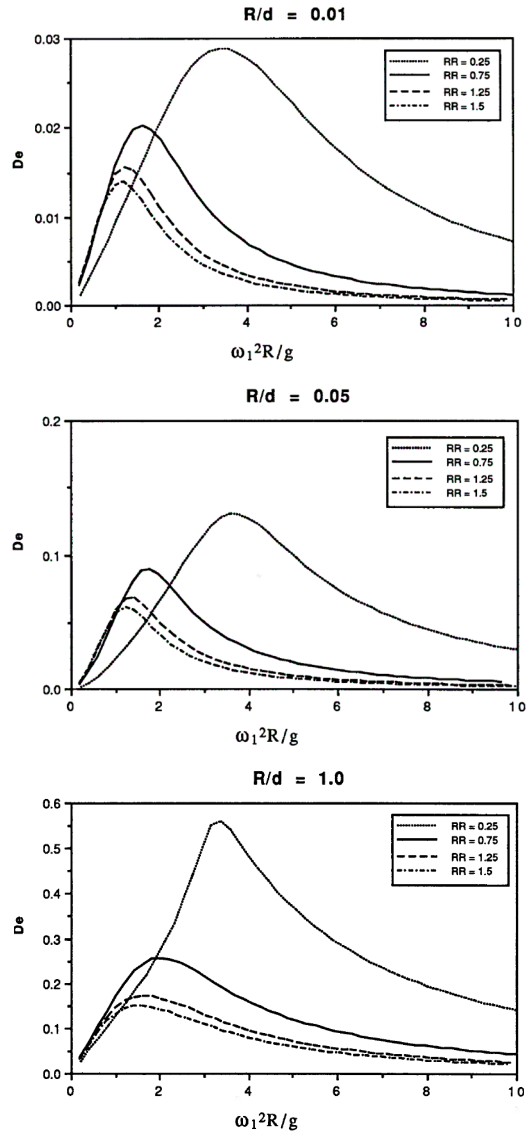 R/d = 0.01
0.03
0.02
0.01
0.00
De
RR = 0.25
RR = 0.75
RR = 1.25
RR = 1.5
0 2 4 6 8 10
ω₁²R/g
R/d = 0.05
0.2
0.1
0.0
De
RR = 0.25
RR = 0.75
RR = 1.25
RR = 1.5
0 2 4 6 8 10
ω₁²R/g
R/d = 1.0
0.6
0.5
0.4
0.3
0.2
0.1
0.0
De
RR = 0.25
RR = 0.75
RR = 1.25
RR = 1.5
0 2 4 6 8 10
ω₁²R/g